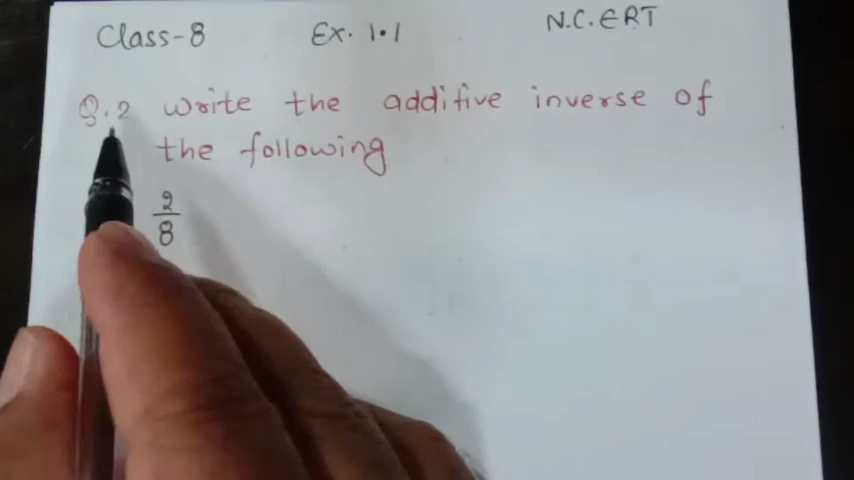 Class-8 Ex. 1.1 N.C.ERT
Q.2 write the additive inverse of
the following
2
8